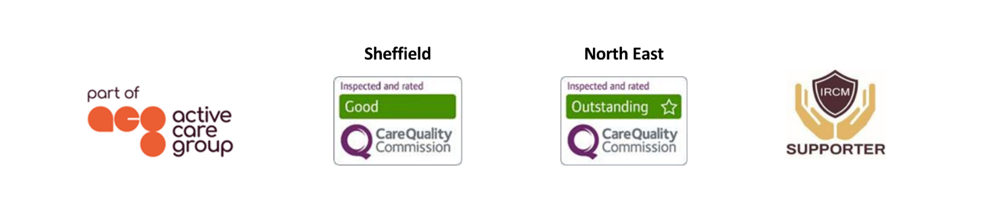 part of
acg
active
care
group
Sheffield
Inspected and rated
Good
CareQuality
Commission
North East
Inspected and rated
Outstanding
CareQuality
Commission
IRCM
SUPPORTER